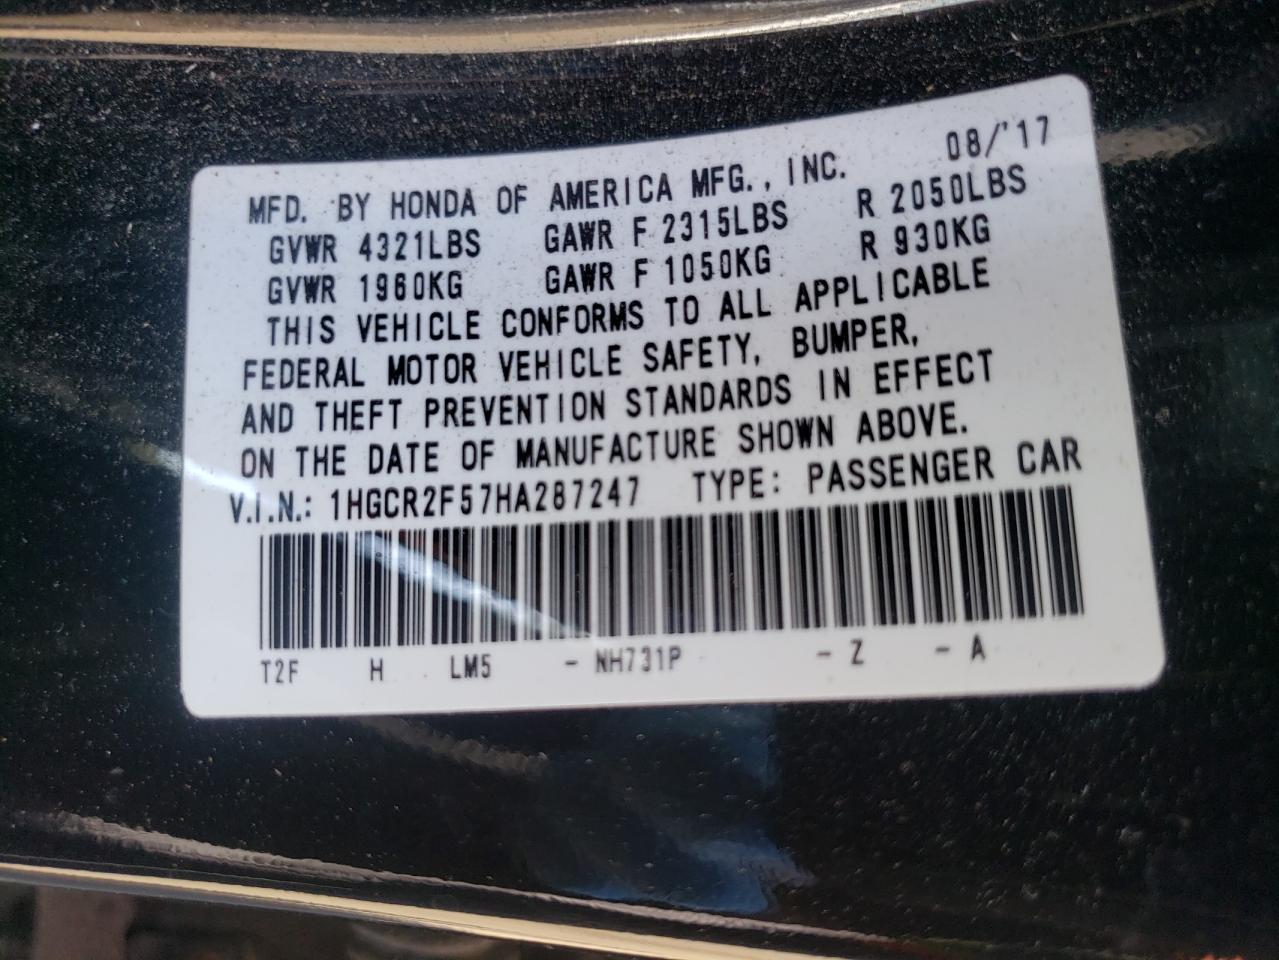 08/'17
MFD. BY HONDA OF AMERICA MFG., INC.
GVWR 4321LBS GAWR F 2315LBS R 2050LBS
GVWR 1960KG GAWR F 1050KG R 930KG
THIS VEHICLE CONFORMS TO ALL APPLICABLE
FEDERAL MOTOR VEHICLE SAFETY, BUMPER,
AND THEFT PREVENTION STANDARDS IN EFFECT
ON THE DATE OF MANUFACTURE SHOWN ABOVE.
V.I.N.: 1HGCR2F57HA287247 TYPE: PASSENGER CAR
T2F H LM5 - NH731P - Z - A